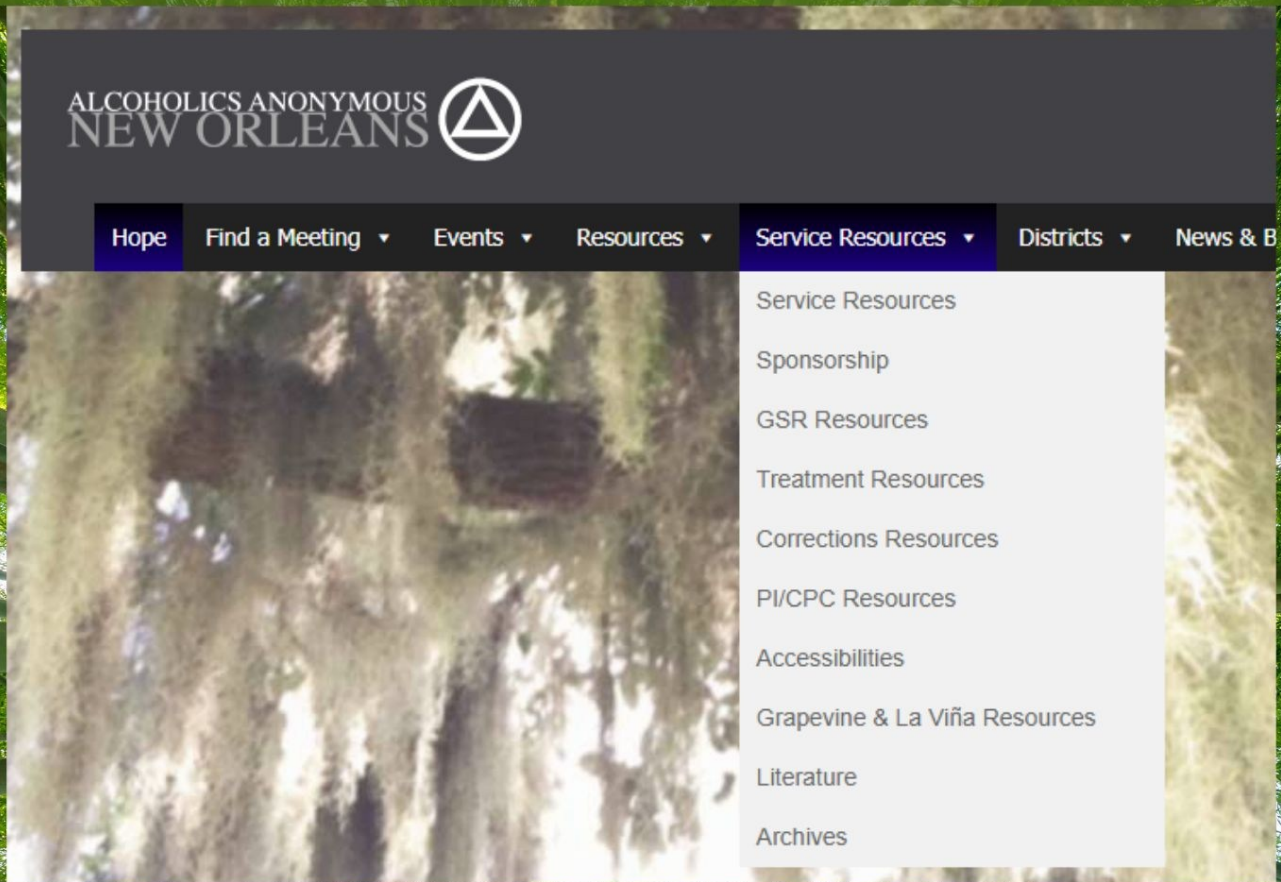 ALCOHOLICS ANONYMOUS
NEW ORLEANS
Hope Find a Meeting Events Resources Service Resources Districts News & B
Service Resources
Sponsorship
GSR Resources
Treatment Resources
Corrections Resources
PI/CPC Resources
Accessibilities
Grapevine & La Viña Resources
Literature
Archives